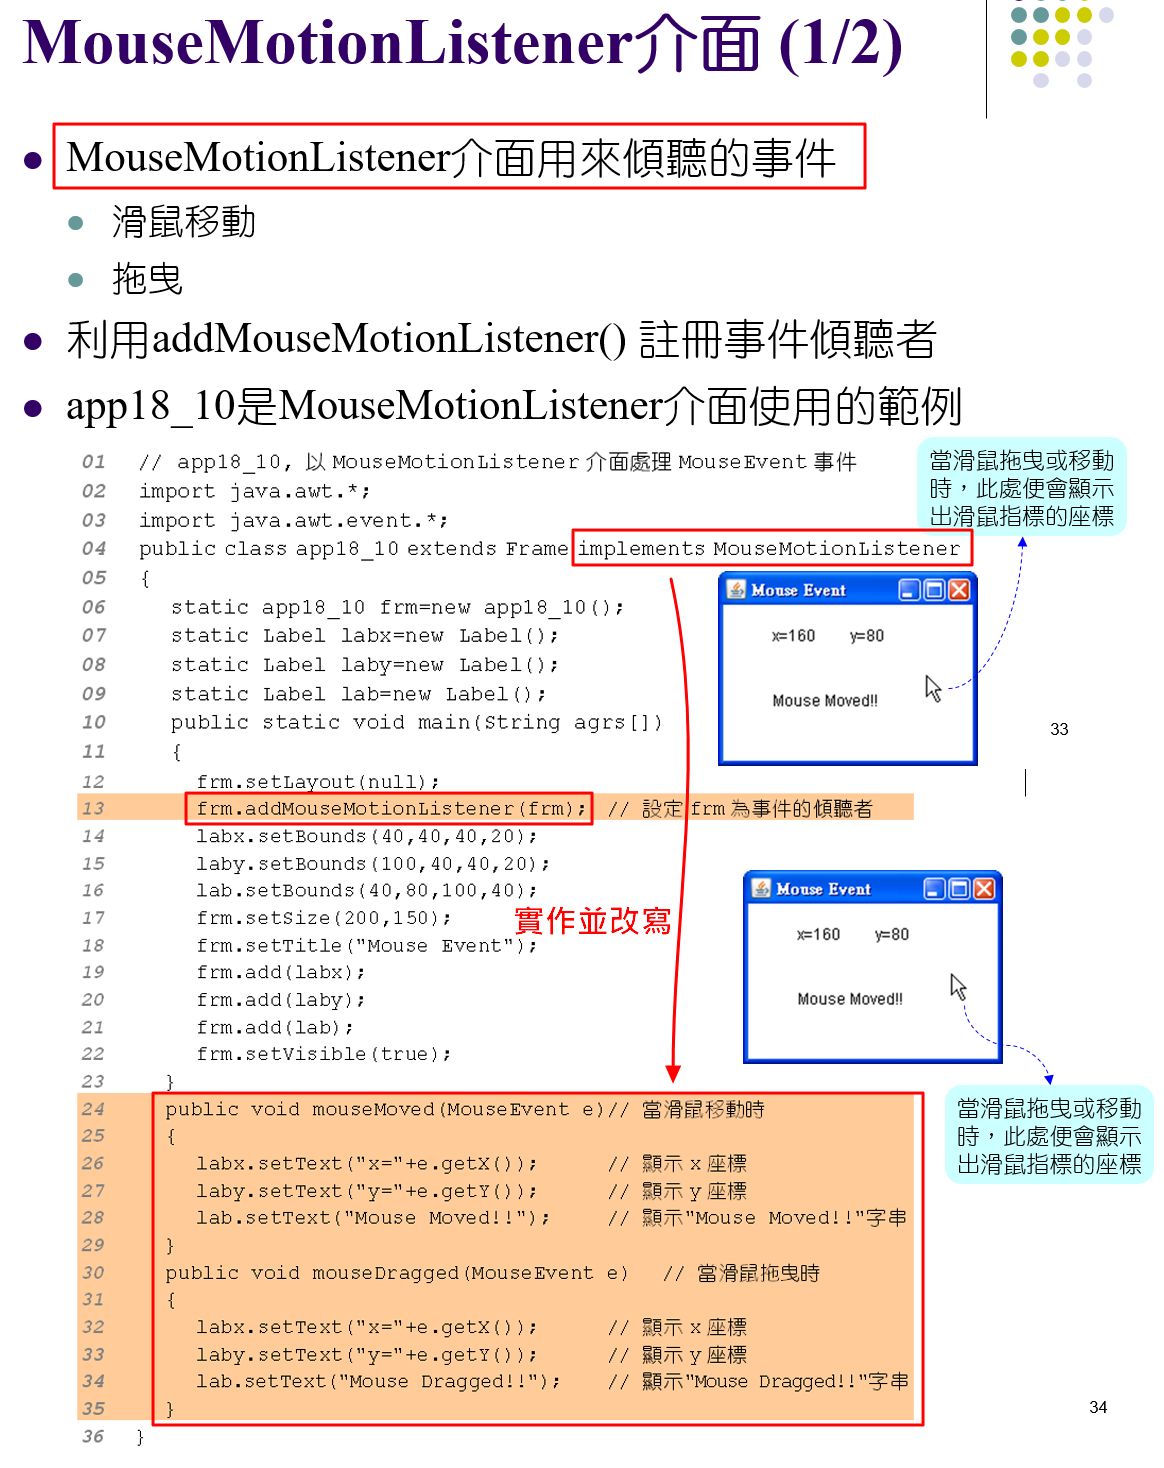 MouseMotionListener介面 (1/2)
MouseMotionListener介面用來傾聽的事件
滑鼠移動
拖曳
利用addMouseMotionListener() 註冊事件傾聽者
app18_10是MouseMotionListener介面使用的範例
01 // app18_10, 以 MouseMotionListener 介面處理 MouseEvent 事件
02 import java.awt.*;
03 import java.awt.event.*;
04 public class app18_10 extends Frame implements MouseMotionListener
05 {
06 static app18_10 frm=new app18_10();
07 static Label labx=new Label();
08 static Label laby=new Label();
09 static Label lab=new Label();
10 public static void main(String agrs[])
11 {
當滑鼠拖曳或移動
時，此處便會顯示
出滑鼠指標的座標
Mouse Event
x=160 y=80
Mouse Moved!!
33
12 frm.setLayout(null);
13 frm.addMouseMotionListener(frm); // 設定 frm 為事件的傾聽者
14 labx.setBounds(40,40,40,20);
15 laby.setBounds(100,40,40,20);
16 lab.setBounds(40,80,100,40);
17 frm.setSize(200,150);
18 frm.setTitle("Mouse Event");
19 frm.add(labx);
20 frm.add(laby);
21 frm.add(lab);
22 frm.setVisible(true);
23 }
實作並改寫
Mouse Event
x=160 y=80
Mouse Moved!!
當滑鼠拖曳或移動
時，此處便會顯示
出滑鼠指標的座標
24 public void mouseMoved(MouseEvent e)// 當滑鼠移動時
25 {
26 labx.setText("x="+e.getX()); // 顯示 x 座標
27 laby.setText("y="+e.getY()); // 顯示 y 座標
28 lab.setText("Mouse Moved!!"); // 顯示"Mouse Moved!!"字串
29 }
30 public void mouseDragged(MouseEvent e) // 當滑鼠拖曳時
31 {
32 labx.setText("x="+e.getX()); // 顯示 x 座標
33 laby.setText("y="+e.getY()); // 顯示 y 座標
34 lab.setText("Mouse Dragged!!"); // 顯示"Mouse Dragged!!"字串
35 }
36 }
34